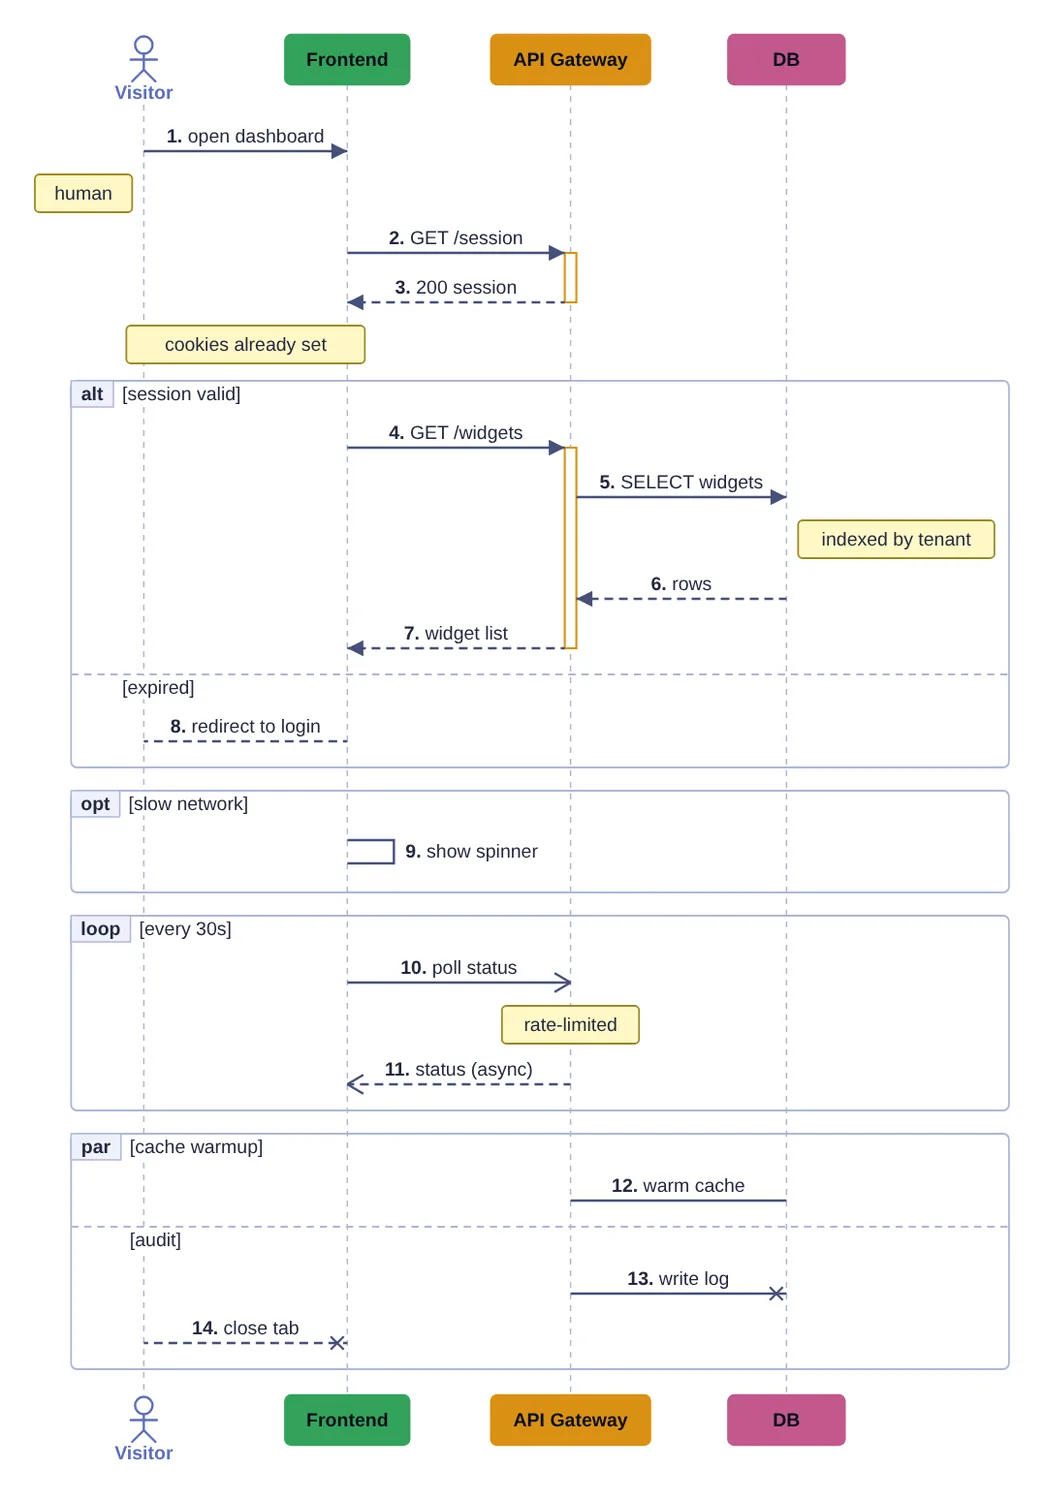 Visitor
Frontend
API Gateway
DB
1. open dashboard
human
2. GET /session
3. 200 session
cookies already set
alt [session valid]
4. GET /widgets
5. SELECT widgets
indexed by tenant
6. rows
7. widget list
[expired]
8. redirect to login
opt [slow network]
9. show spinner
loop [every 30s]
10. poll status
rate-limited
11. status (async)
par [cache warmup]
12. warm cache
[audit]
13. write log
14. close tab
Visitor
Frontend
API Gateway
DB